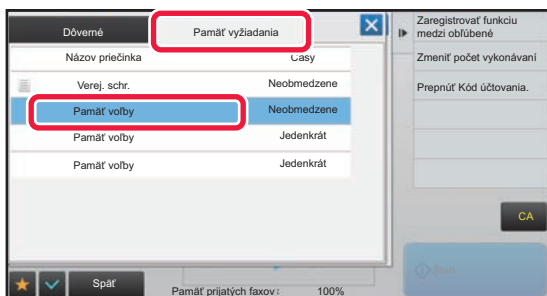 Dôverné
Pamäť vyžiadania
Názov priečinka
Časy
Verej. schr.
Neobmedzene
Pamäť voľby
Neobmedzene
Pamäť voľby
Jedenkrát
Pamäť voľby
Jedenkrát
Späť
Pamäť prijatých faxov:
100%
Zaregistrovať funkciu
medzi obľúbené
Zmeniť počet vykonávaní
Prepnúť Kód účtovania.
CA